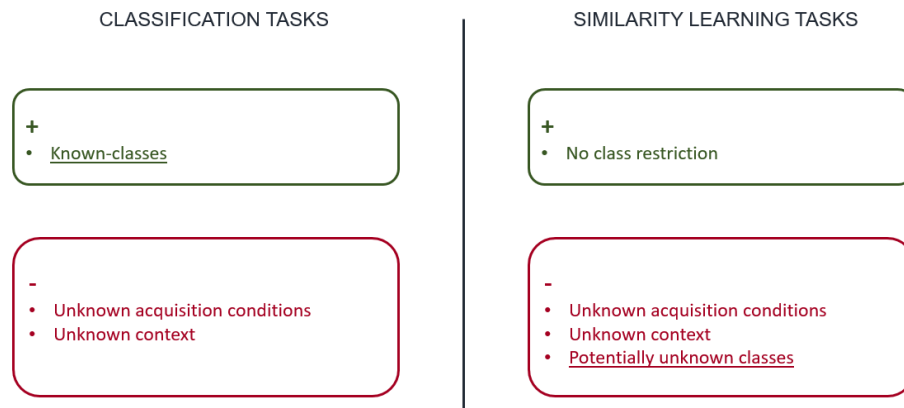 CLASSIFICATION TASKS
+
• Known-classes
-
• Unknown acquisition conditions
• Unknown context
SIMILARITY LEARNING TASKS
+
• No class restriction
-
• Unknown acquisition conditions
• Unknown context
• Potentially unknown classes